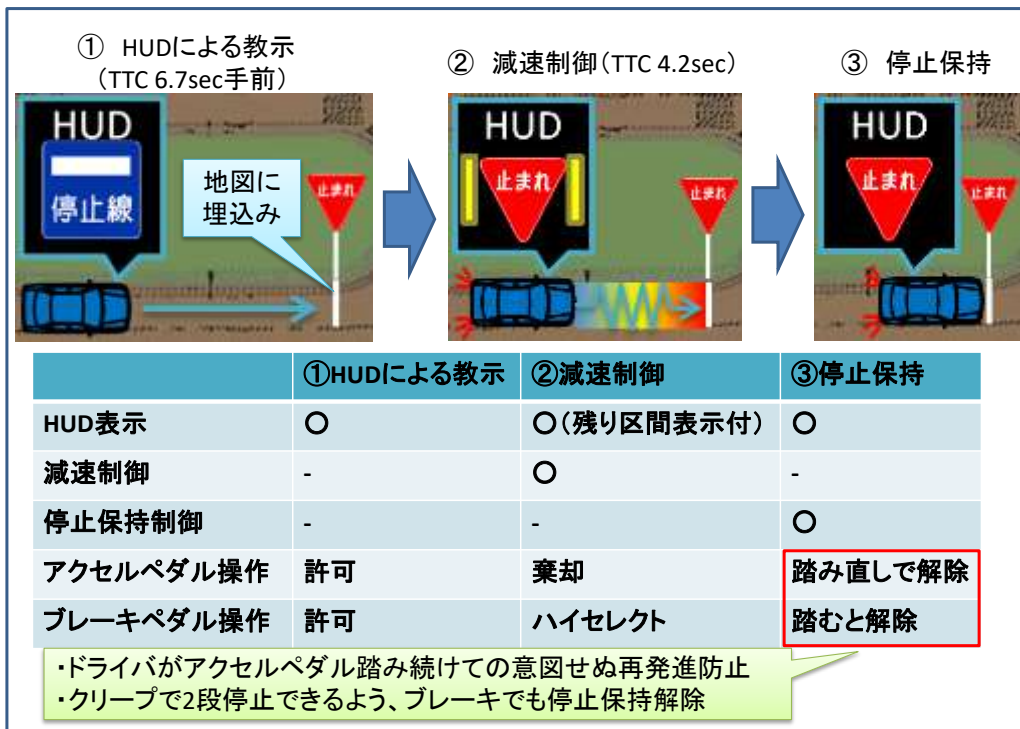 ① HUDによる教示
(TTC 6.7sec手前)
② 減速制御(TTC 4.2sec)
③ 停止保持
HUD
停止線
地図に
埋込み
止まれ
HUD
止まれ
止まれ
HUD
止まれ
止まれ
①HUDによる教示 ②減速制御 ③停止保持
HUD表示 〇 〇(残り区間表示付) 〇
減速制御 - 〇 -
停止保持制御 - - 〇
アクセルペダル操作 許可 棄却 踏み直しで解除
ブレーキペダル操作 許可 ハイセレクト 踏むと解除
・ドライバがアクセルペダル踏み続けての意図せぬ再発進防止
・クリープで2段停止できるよう、ブレーキでも停止保持解除